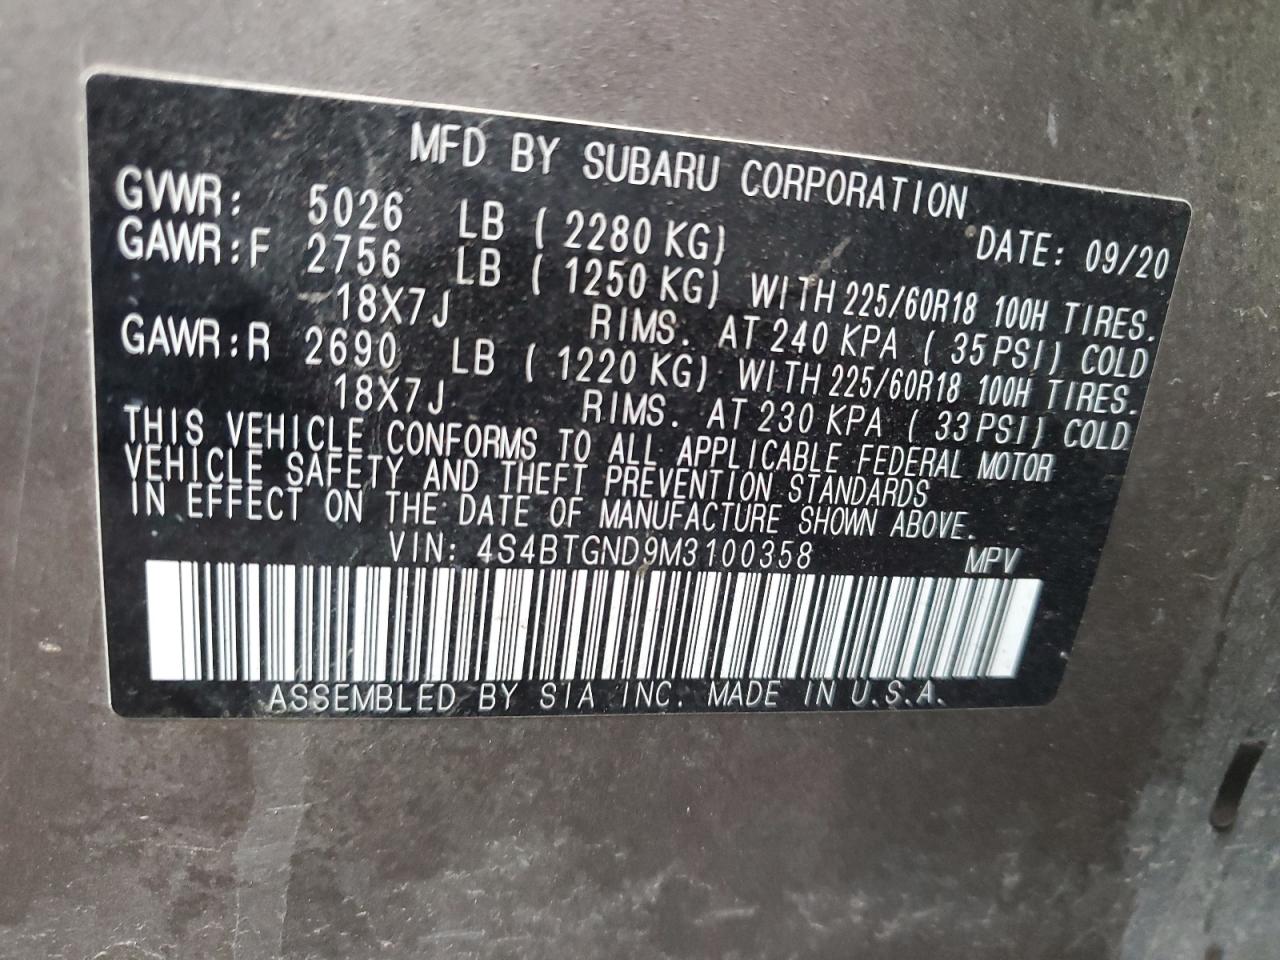 MFD BY SUBARU CORPORATION
DATE: 09/20
GVWR: 5026 LB ( 2280 KG)
GAWR:F 2756 LB ( 1250 KG) WITH 225/60R18 100H TIRES.
18X7J RIMS. AT 240 KPA ( 35PSI) COLD
GAWR:R 2690 LB ( 1220 KG) WITH 225/60R18 100H TIRES.
18X7J RIMS. AT 230 KPA ( 33PSI) COLD
THIS VEHICLE CONFORMS TO ALL APPLICABLE FEDERAL MOTOR
VEHICLE SAFETY AND THEFT PREVENTION STANDARDS
IN EFFECT ON THE DATE OF MANUFACTURE SHOWN ABOVE.
VIN: 4S4BTGND9M3100358 MPV
ASSEMBLED BY SIA INC. MADE IN U.S.A.